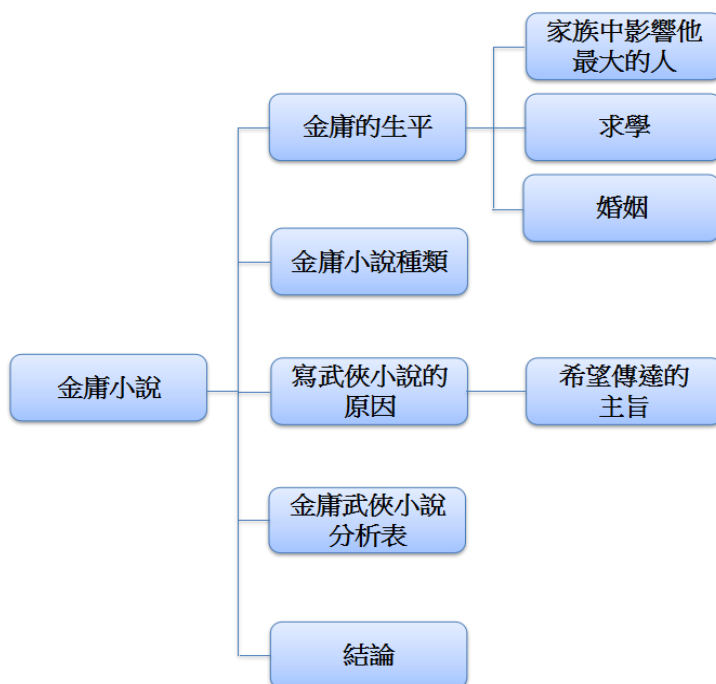 家族中影響他
最大的人
金庸的生平
求學
婚姻
金庸小說種類
金庸小說
寫武俠小說的
原因
希望傳達的
主旨
金庸武俠小說
分析表
結論